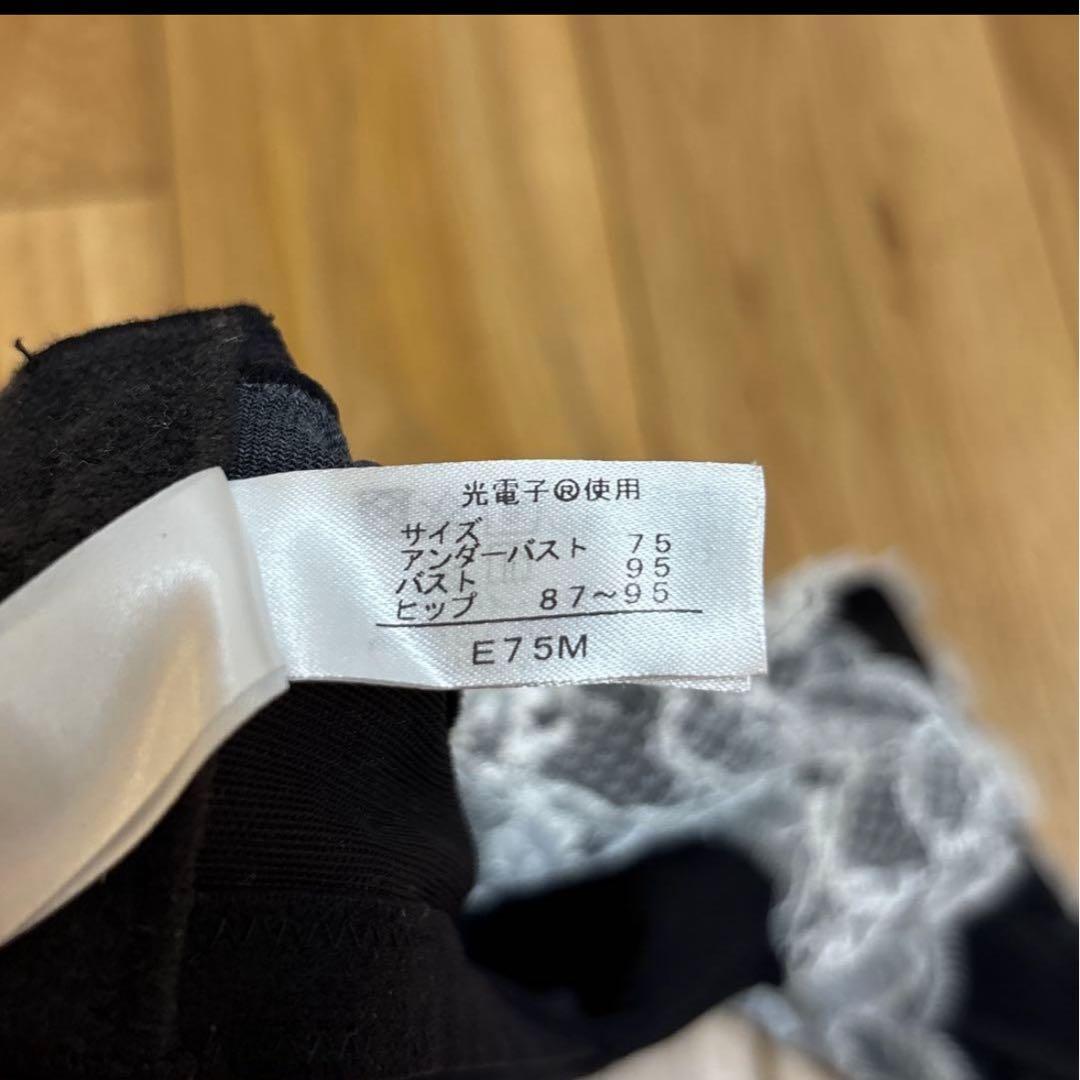 光電子®使用
サイズ
アンダーバスト 75
バスト 95
ヒップ 87～95
E75M